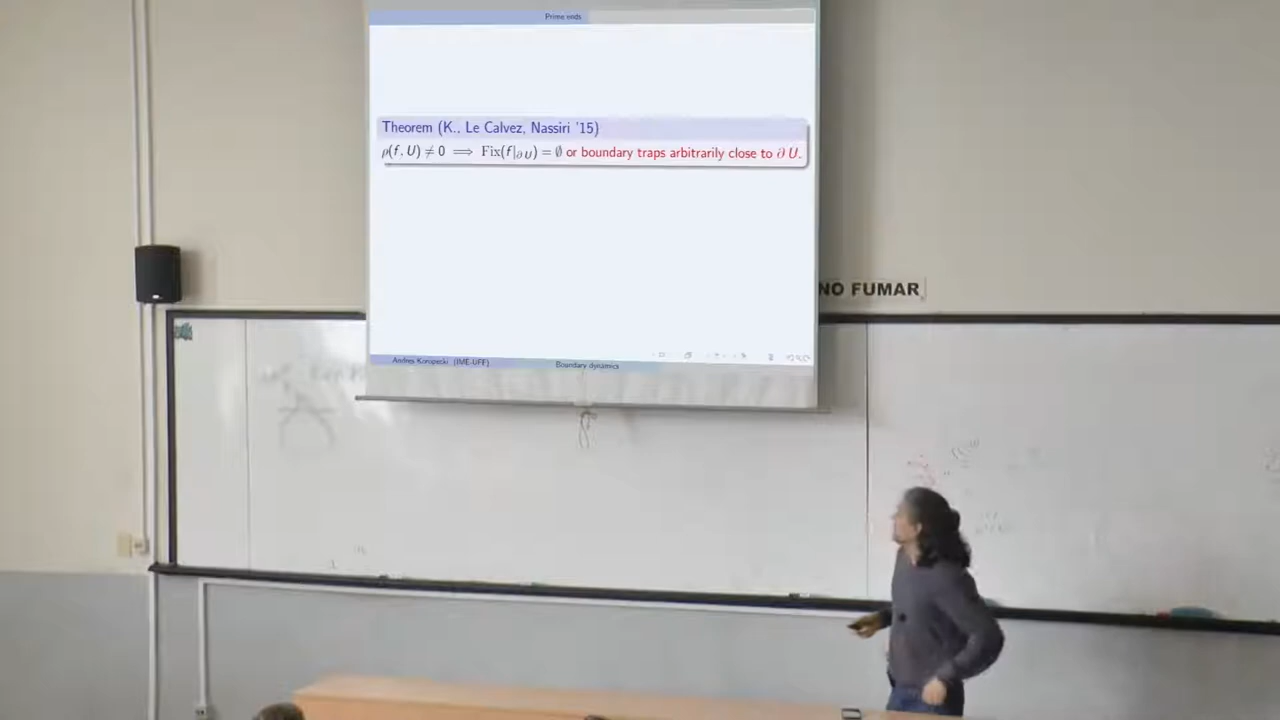 Prime ends
Theorem (K., Le Calvez, Nassiri '15)
ρ(f, U) ≠ 0 ⟹ Fix(f|∂U) = ∅ or boundary traps arbitrarily close to ∂U.
NO FUMAR
Andres Koropecki (IME-UFF) Boundary dynamics